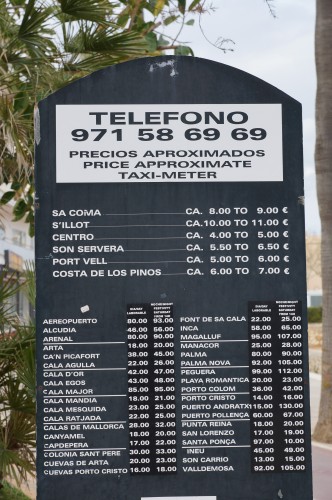 TELEFONO
971 58 69 69
PRECIOS APROXIMADOS
PRICE APPROXIMATE
TAXI-METER
SA COMA CA. 8.00 TO 9.00 €
S'ILLOT CA.10.00 TO 11.00 €
CENTRO CA. 4.00 TO 5.00 €
SON SERVERA CA. 5.50 TO 6.50 €
PORT VELL CA. 5.00 TO 6.00 €
COSTA DE LOS PINOS CA. 6.00 TO 7.00 €
AEREOPUERTO 80.00 93.00
ALCUDIA 46.00 56.00
ARENAL 80.00 90.00
ARTA 18.00 20.00
CA'N PICAFORT 38.00 45.00
CALA AGULLA 22.00 26.00
CALA D'OR 42.00 47.00
CALA EGOS 43.00 48.00
CALA MAJOR 85.00 95.00
CALA MANDIA 18.00 21.00
CALA MESQUIDA 23.00 25.00
CALA RATJADA 22.00 25.00
CALAS DE MALLORCA 28.00 32.00
CANYAMEL 18.00 20.00
CAPDEPERA 17.00 22.00
COLONIA SANT PERE 30.00 33.00
CUEVAS DE ARTA 20.00 23.00
CUEVAS PORTO CRISTO 16.00 18.00
FONT DE SA CALA 22.00 25.00
INCA 58.00 65.00
MAGALLUF 95.00 107.00
MANACOR 25.00 28.00
PALMA 80.00 90.00
PALMA NOVA 92.00 105.00
PEGUERA 99.00 112.00
PLAYA ROMANTICA 20.00 23.00
PORTO COLOM 36.00 42.00
PORTO CRISTO 14.00 16.00
PUERTO ANDRATX 115.00 130.00
PUERTO POLLENÇA 60.00 67.00
PUNTA REINA 18.00 20.00
SAN LORENZO 17.00 19.00
SANTA PONÇA 97.00
INEU 45.00 49.00
SON CARRIO 13.00 15.00
VALLDEMOSA 92.00 105.00